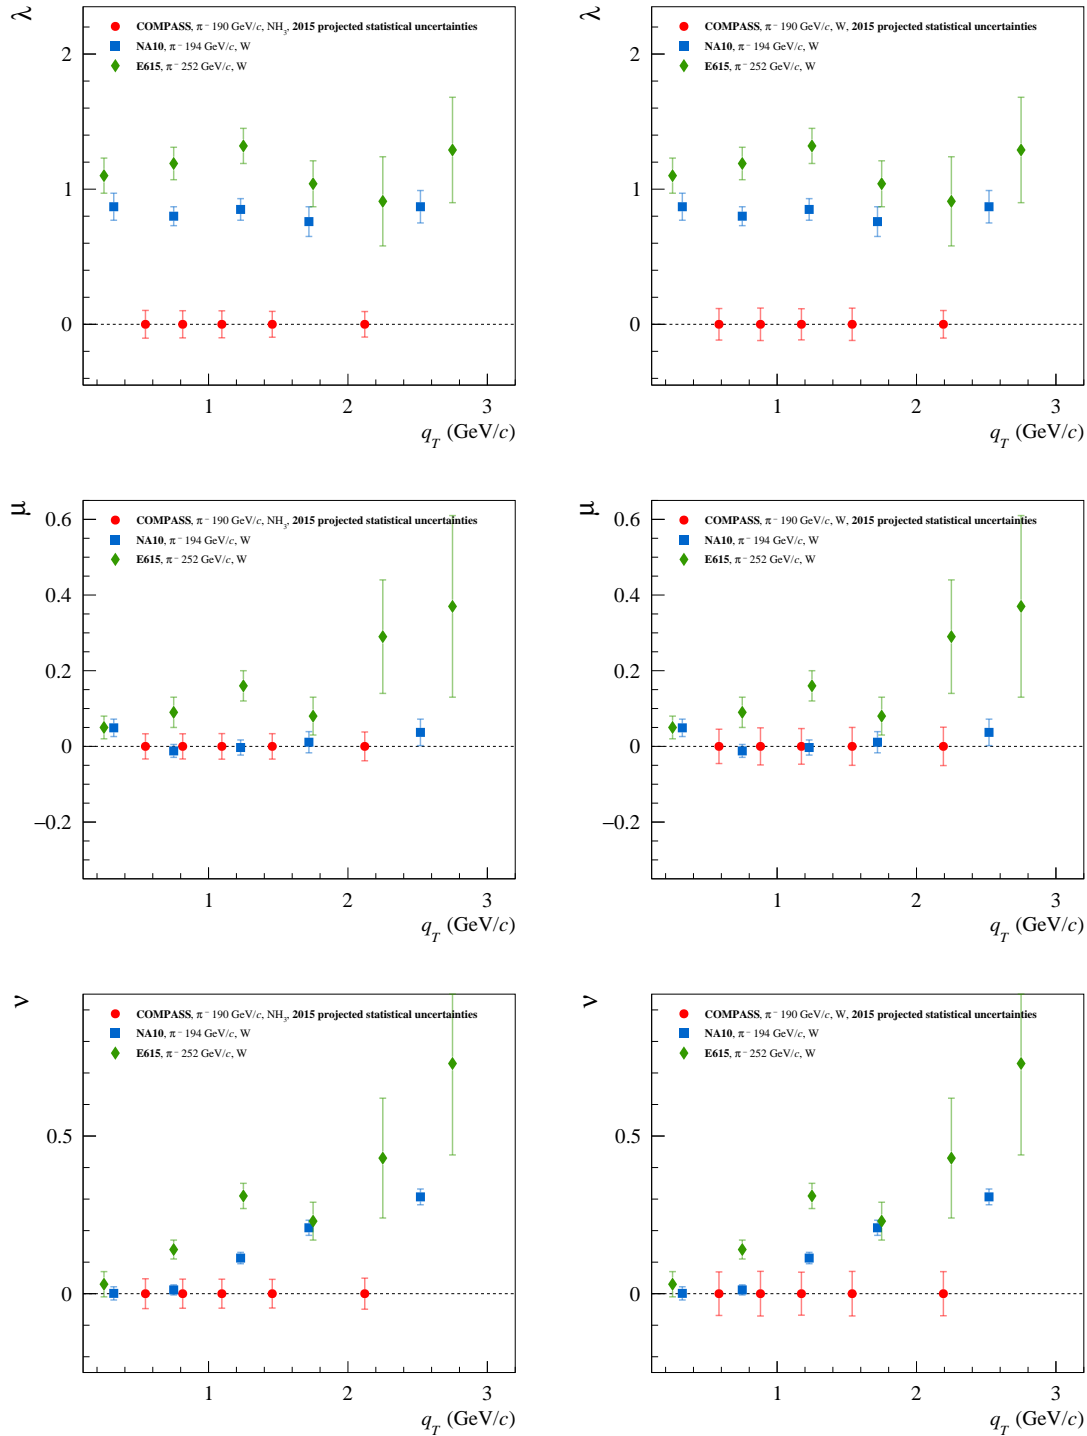 λ
COMPASS, π⁻ 190 GeV/c, NH₃, 2015 projected statistical uncertainties
NA10, π⁻ 194 GeV/c, W
E615, π⁻ 252 GeV/c, W
2
1
0
1 2 3
q_T (GeV/c)
λ
COMPASS, π⁻ 190 GeV/c, W, 2015 projected statistical uncertainties
NA10, π⁻ 194 GeV/c, W
E615, π⁻ 252 GeV/c, W
2
1
0
1 2 3
q_T (GeV/c)
μ
COMPASS, π⁻ 190 GeV/c, NH₃, 2015 projected statistical uncertainties
NA10, π⁻ 194 GeV/c, W
E615, π⁻ 252 GeV/c, W
0.6
0.4
0.2
0
−0.2
1 2 3
q_T (GeV/c)
μ
COMPASS, π⁻ 190 GeV/c, W, 2015 projected statistical uncertainties
NA10, π⁻ 194 GeV/c, W
E615, π⁻ 252 GeV/c, W
0.6
0.4
0.2
0
−0.2
1 2 3
q_T (GeV/c)
ν
COMPASS, π⁻ 190 GeV/c, NH₃, 2015 projected statistical uncertainties
NA10, π⁻ 194 GeV/c, W
E615, π⁻ 252 GeV/c, W
0.5
0
1 2 3
q_T (GeV/c)
ν
COMPASS, π⁻ 190 GeV/c, W, 2015 projected statistical uncertainties
NA10, π⁻ 194 GeV/c, W
E615, π⁻ 252 GeV/c, W
0.5
0
1 2 3
q_T (GeV/c)